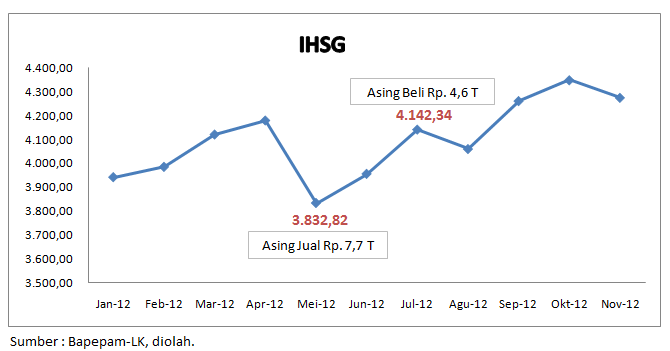 IHSG
4.400,00
4.300,00
4.200,00
4.100,00
4.000,00
3.900,00
3.800,00
3.700,00
3.600,00
3.500,00
Asing Beli Rp. 4,6 T
4.142,34
3.832,82
Asing Jual Rp. 7,7 T
Jan-12 Feb-12 Mar-12 Apr-12 Mei-12 Jun-12 Jul-12 Agu-12 Sep-12 Okt-12 Nov-12
Sumber : Bapepam-LK, diolah.